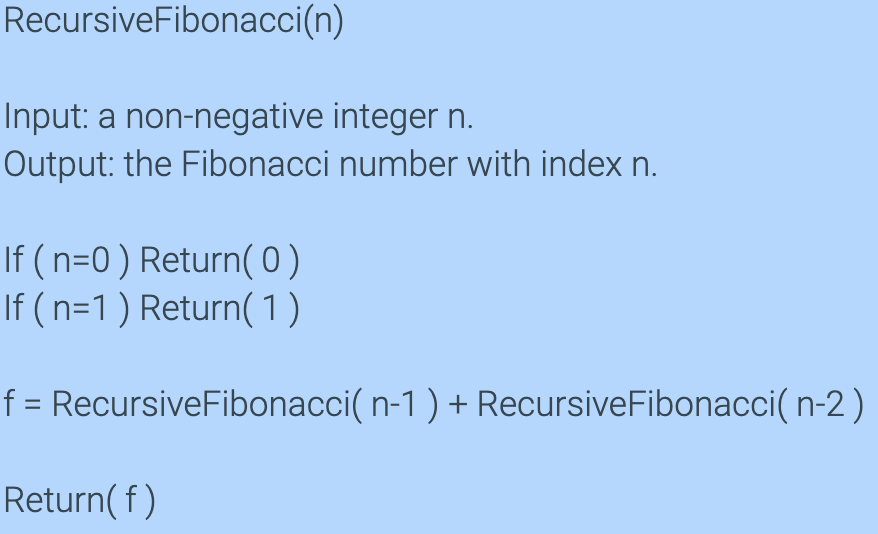 RecursiveFibonacci(n)
Input: a non-negative integer n.
Output: the Fibonacci number with index n.
If ( n=0 ) Return( 0 )
If ( n=1 ) Return( 1 )
f = RecursiveFibonacci( n-1 ) + RecursiveFibonacci( n-2 )
Return( f )